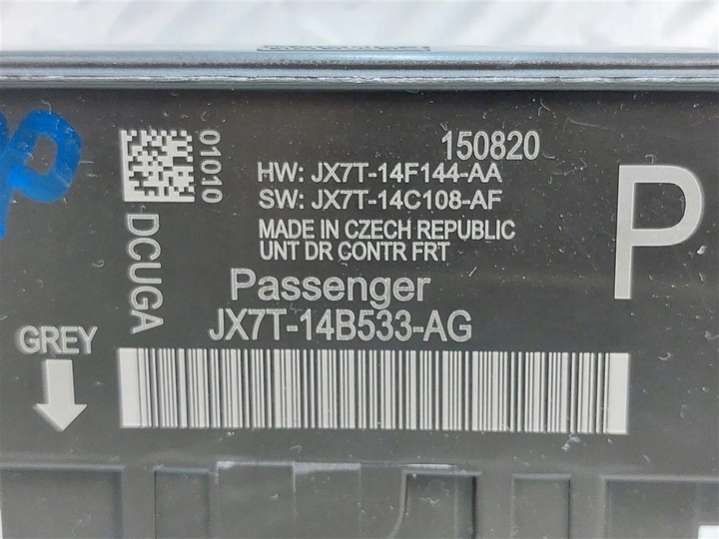 01010
150820
HW: JX7T-14F144-AA
SW: JX7T-14C108-AF
MADE IN CZECH REPUBLIC
UNT DR CONTR FRT
P
DCUGA
Passenger
JX7T-14B533-AG
GREY